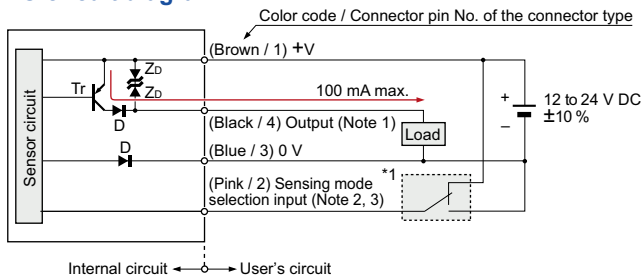 Color code / Connector pin No. of the connector type
(Brown / 1) +V
Tr
ZD
ZD
100 mA max.
+
12 to 24 V DC
±10 %
–
D
(Black / 4) Output (Note 1)
Load
Sensor circuit
D
(Blue / 3) 0 V
*1
(Pink / 2) Sensing mode
selection input (Note 2, 3)
Internal circuit
User's circuit